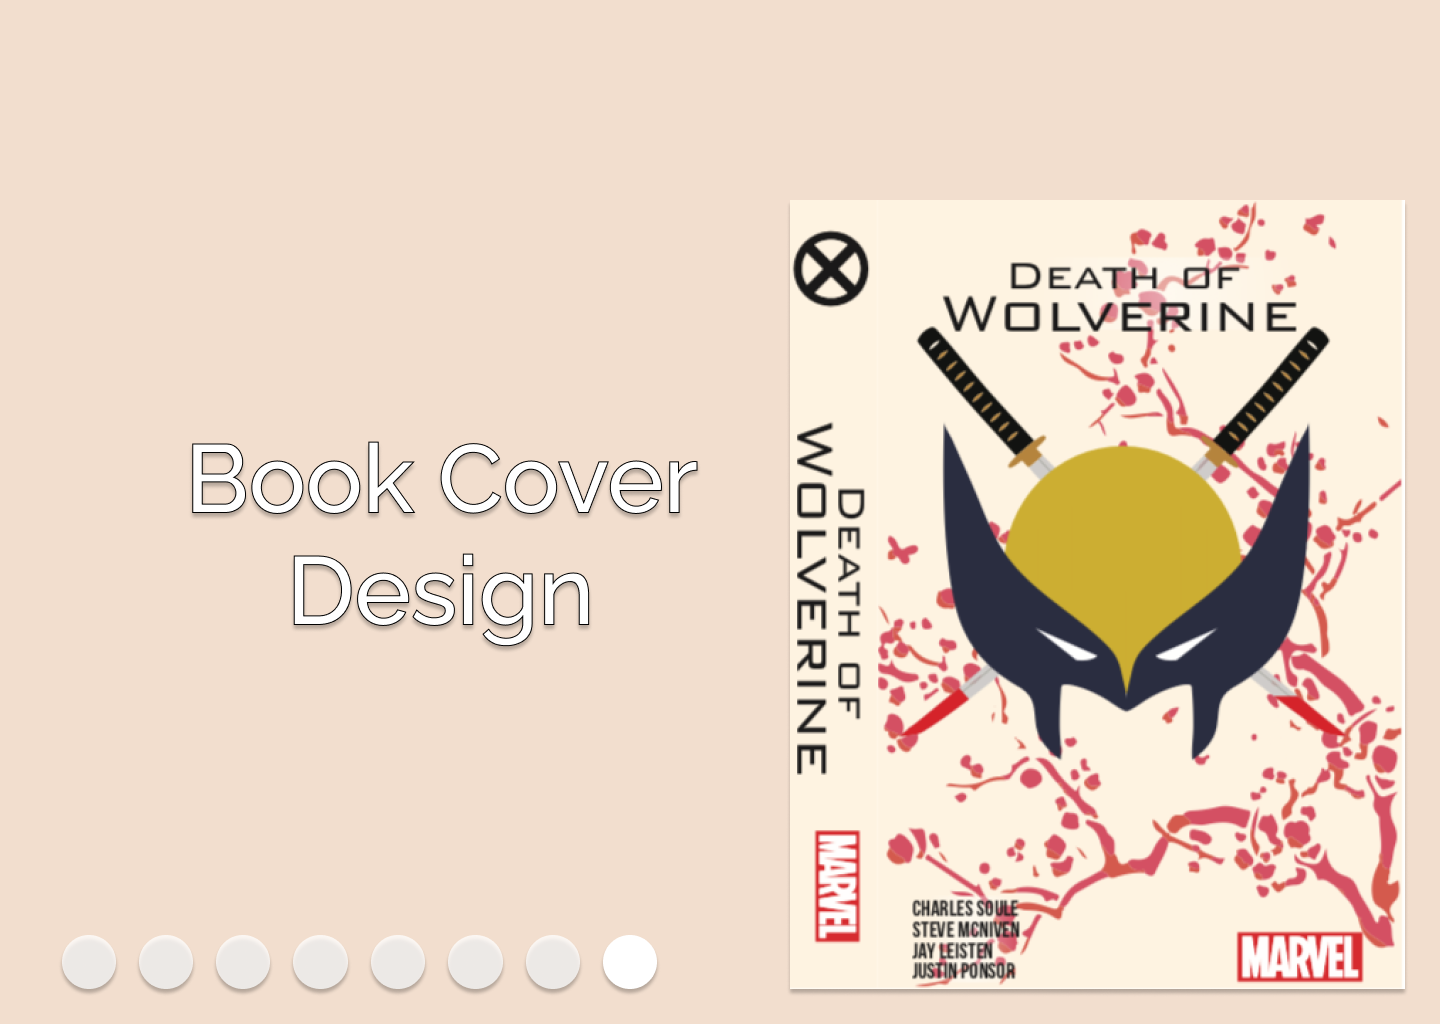 Book Cover
Design
DEATH OF
WOLVERINE
DEATH OF
WOLVERINE
MARVEL
CHARLES SOULE
STEVE MCNIVEN
JAY LEISTEN
JUSTIN PONSOR
MARVEL